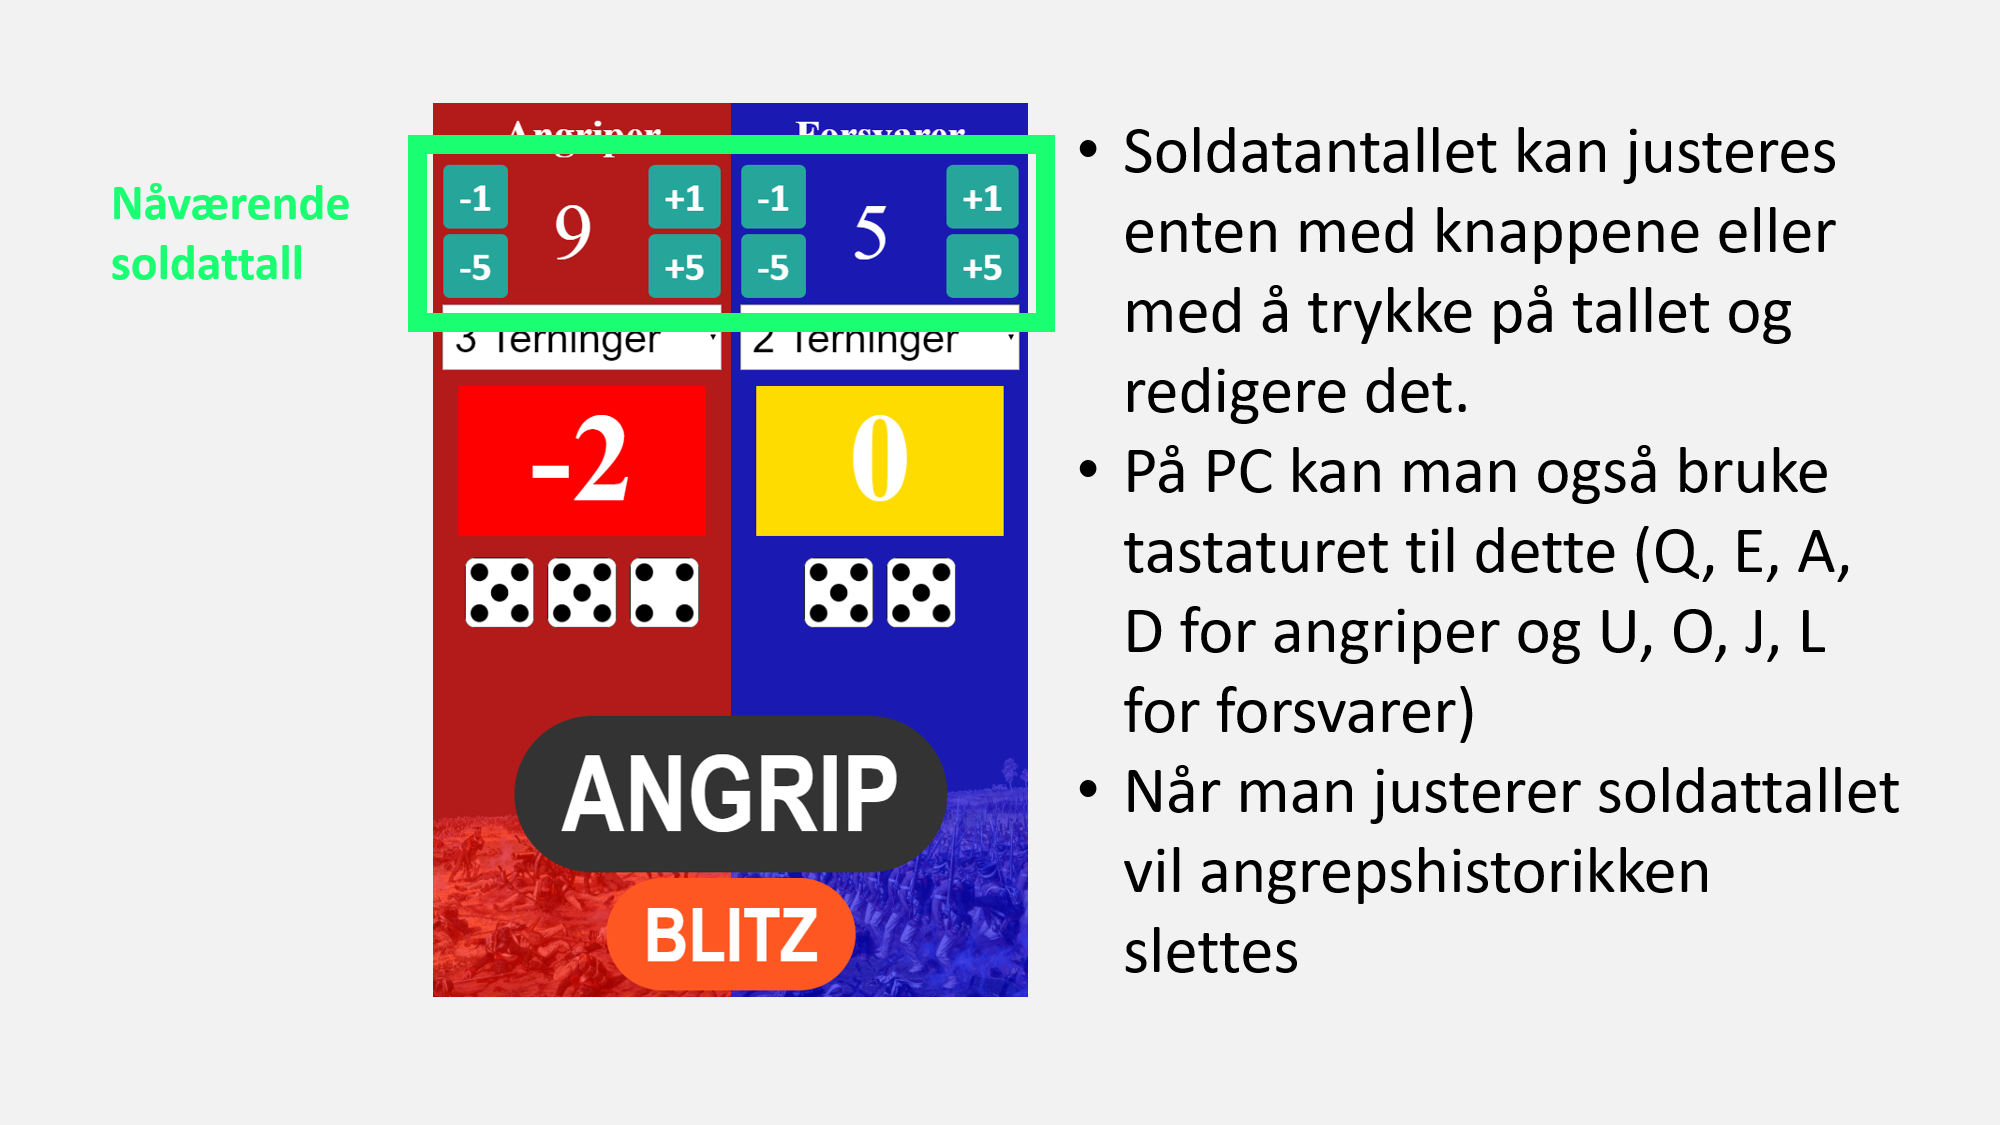 Nåværende
soldattall
Angriper
Forsvarer
-1
9
+1
-1
5
+1
-5
+5
-5
+5
3 Terninger
2 Terninger
-2
0
ANGRIP
BLITZ
• Soldatantallet kan justeres
enten med knappene eller
med å trykke på tallet og
redigere det.
• På PC kan man også bruke
tastaturet til dette (Q, E, A,
D for angriper og U, O, J, L
for forsvarer)
• Når man justerer soldattallet
vil angrepshistorikken
slettes